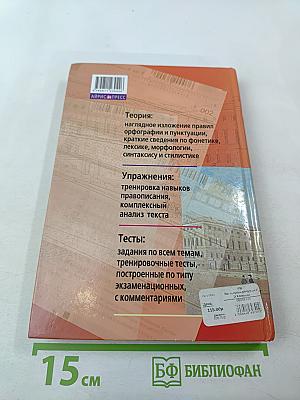 АЙРИС ПРЕСС
Теория:
наглядное изложение правил
орфографии и пунктуации,
краткие сведения по фонетике,
лексике, морфологии,
синтаксису и стилистике
Упражнения:
тренировка навыков
правописания,
комплексный
анализ текста
Тесты:
задания по всем темам,
тренировочные тесты,
построенные по типу
экзаменационных,
с комментариями
15 см
БФ БИБЛИОФАН